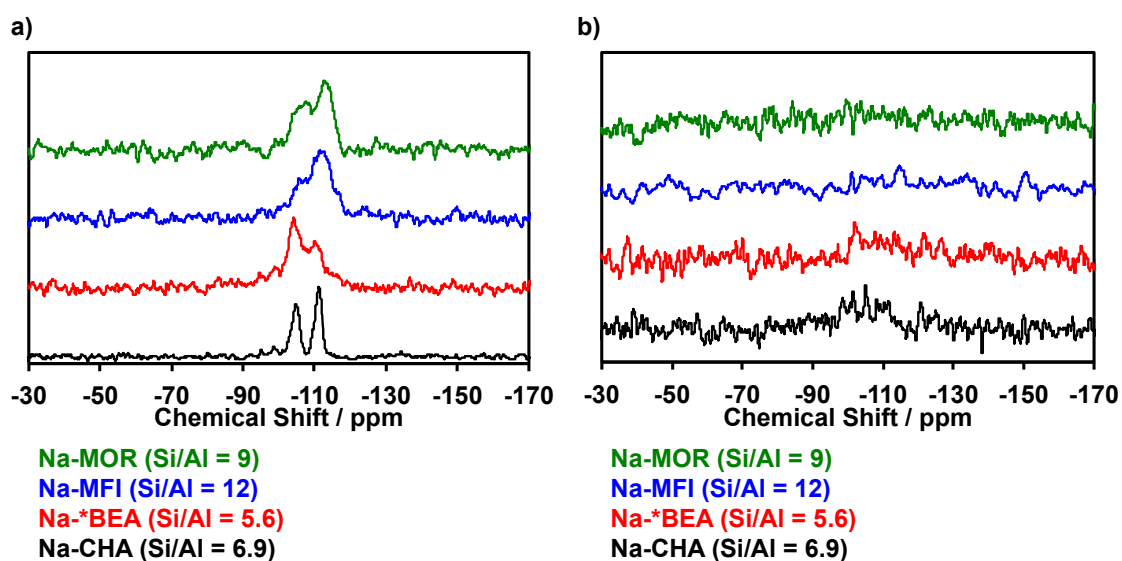 a)
b)
-30 -50 -70 -90 -110 -130 -150 -170
-30 -50 -70 -90 -110 -130 -150 -170
Chemical Shift / ppm
Chemical Shift / ppm
Na-MOR (Si/Al = 9)
Na-MFI (Si/Al = 12)
Na-*BEA (Si/Al = 5.6)
Na-CHA (Si/Al = 6.9)
Na-MOR (Si/Al = 9)
Na-MFI (Si/Al = 12)
Na-*BEA (Si/Al = 5.6)
Na-CHA (Si/Al = 6.9)